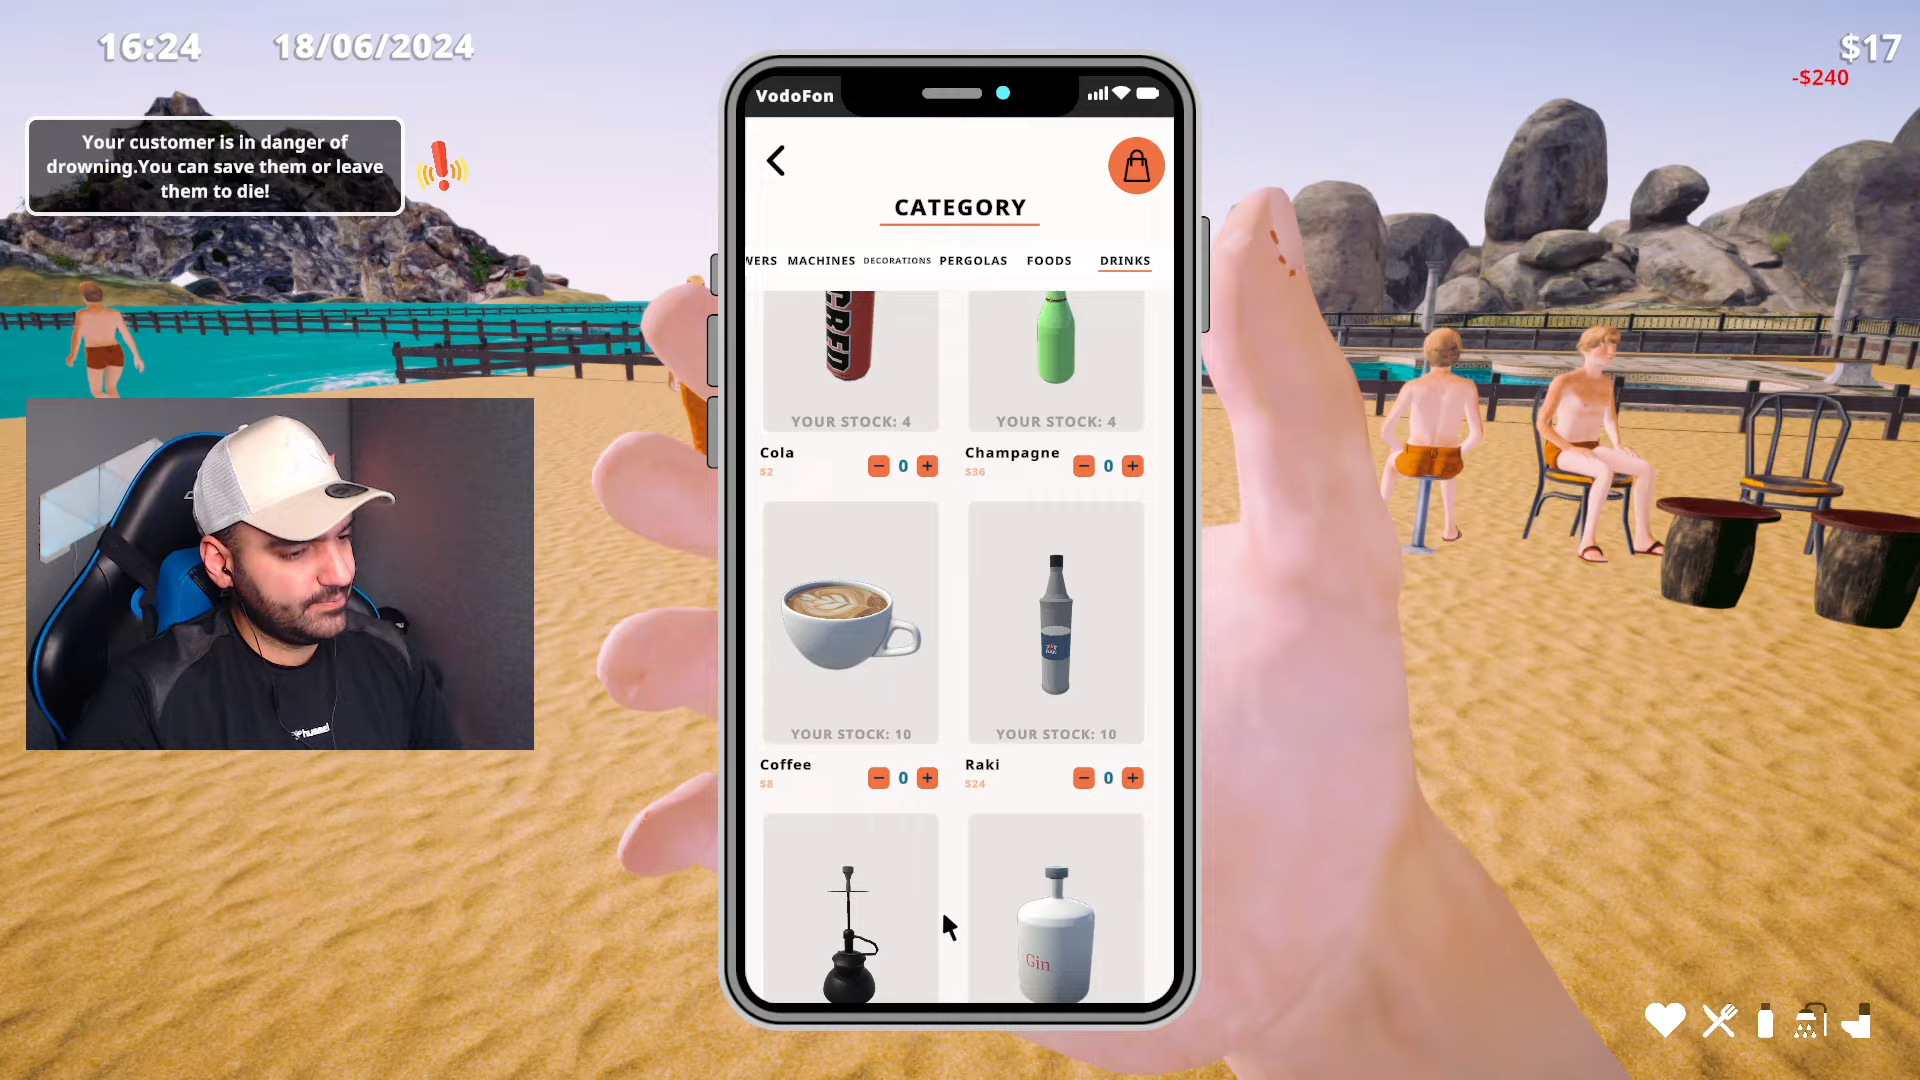 16:24
18/06/2024
$17
-$240
Your customer is in danger of
drowning.You can save them or leave
them to die!
VodoFon
CATEGORY
WERS MACHINES DECORATIONS PERGOLAS FOODS DRINKS
YOUR STOCK: 4
YOUR STOCK: 4
Cola
$2
0
Champagne
$36
0
YOUR STOCK: 10
YOUR STOCK: 10
Coffee
$8
0
Raki
$24
0
Gin
hummel